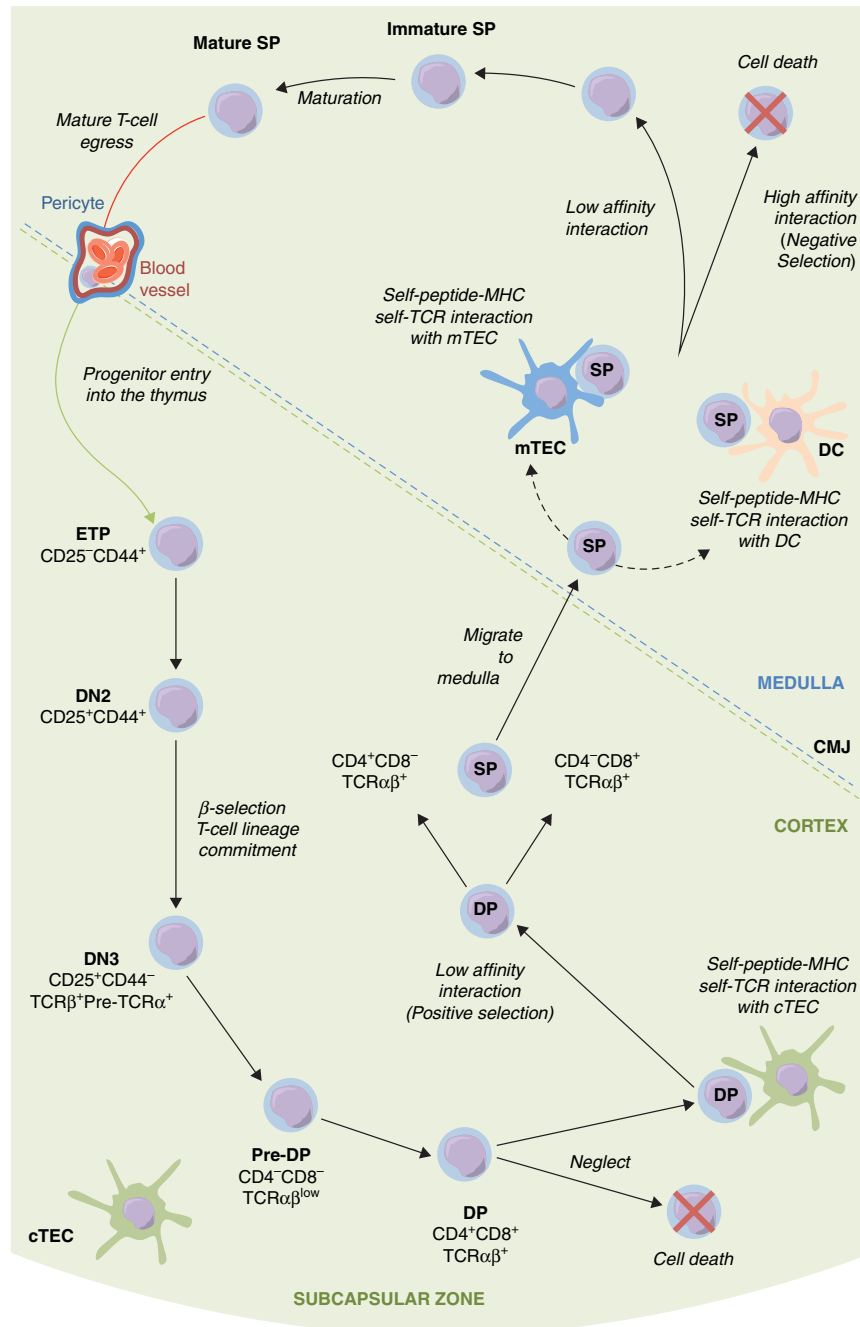 Mature SP
Immature SP
Cell death
Maturation
Mature T-cell
egress
Pericyte
Blood
vessel
Low affinity
interaction
High affinity
interaction
(Negative
Selection)
Self-peptide-MHC
self-TCR interaction
with mTEC
SP
mTEC
SP
DC
Self-peptide-MHC
self-TCR interaction
with DC
Progenitor entry
into the thymus
ETP
CD25⁻CD44⁺
SP
Migrate
to
medulla
DN2
CD25⁺CD44⁺
MEDULLA
CMJ
CORTEX
CD4⁺CD8⁻
TCRαβ⁺
SP
CD4⁻CD8⁺
TCRαβ⁺
β-selection
T-cell lineage
commitment
DP
DN3
CD25⁺CD44⁻
TCRβ⁺Pre-TCRα⁺
Low affinity
interaction
(Positive selection)
Self-peptide-MHC
self-TCR interaction
with cTEC
DP
Pre-DP
CD4⁻CD8⁻
TCRαβˡᵒʷ
Neglect
DP
CD4⁺CD8⁺
TCRαβ⁺
Cell death
cTEC
SUBCAPSULAR ZONE